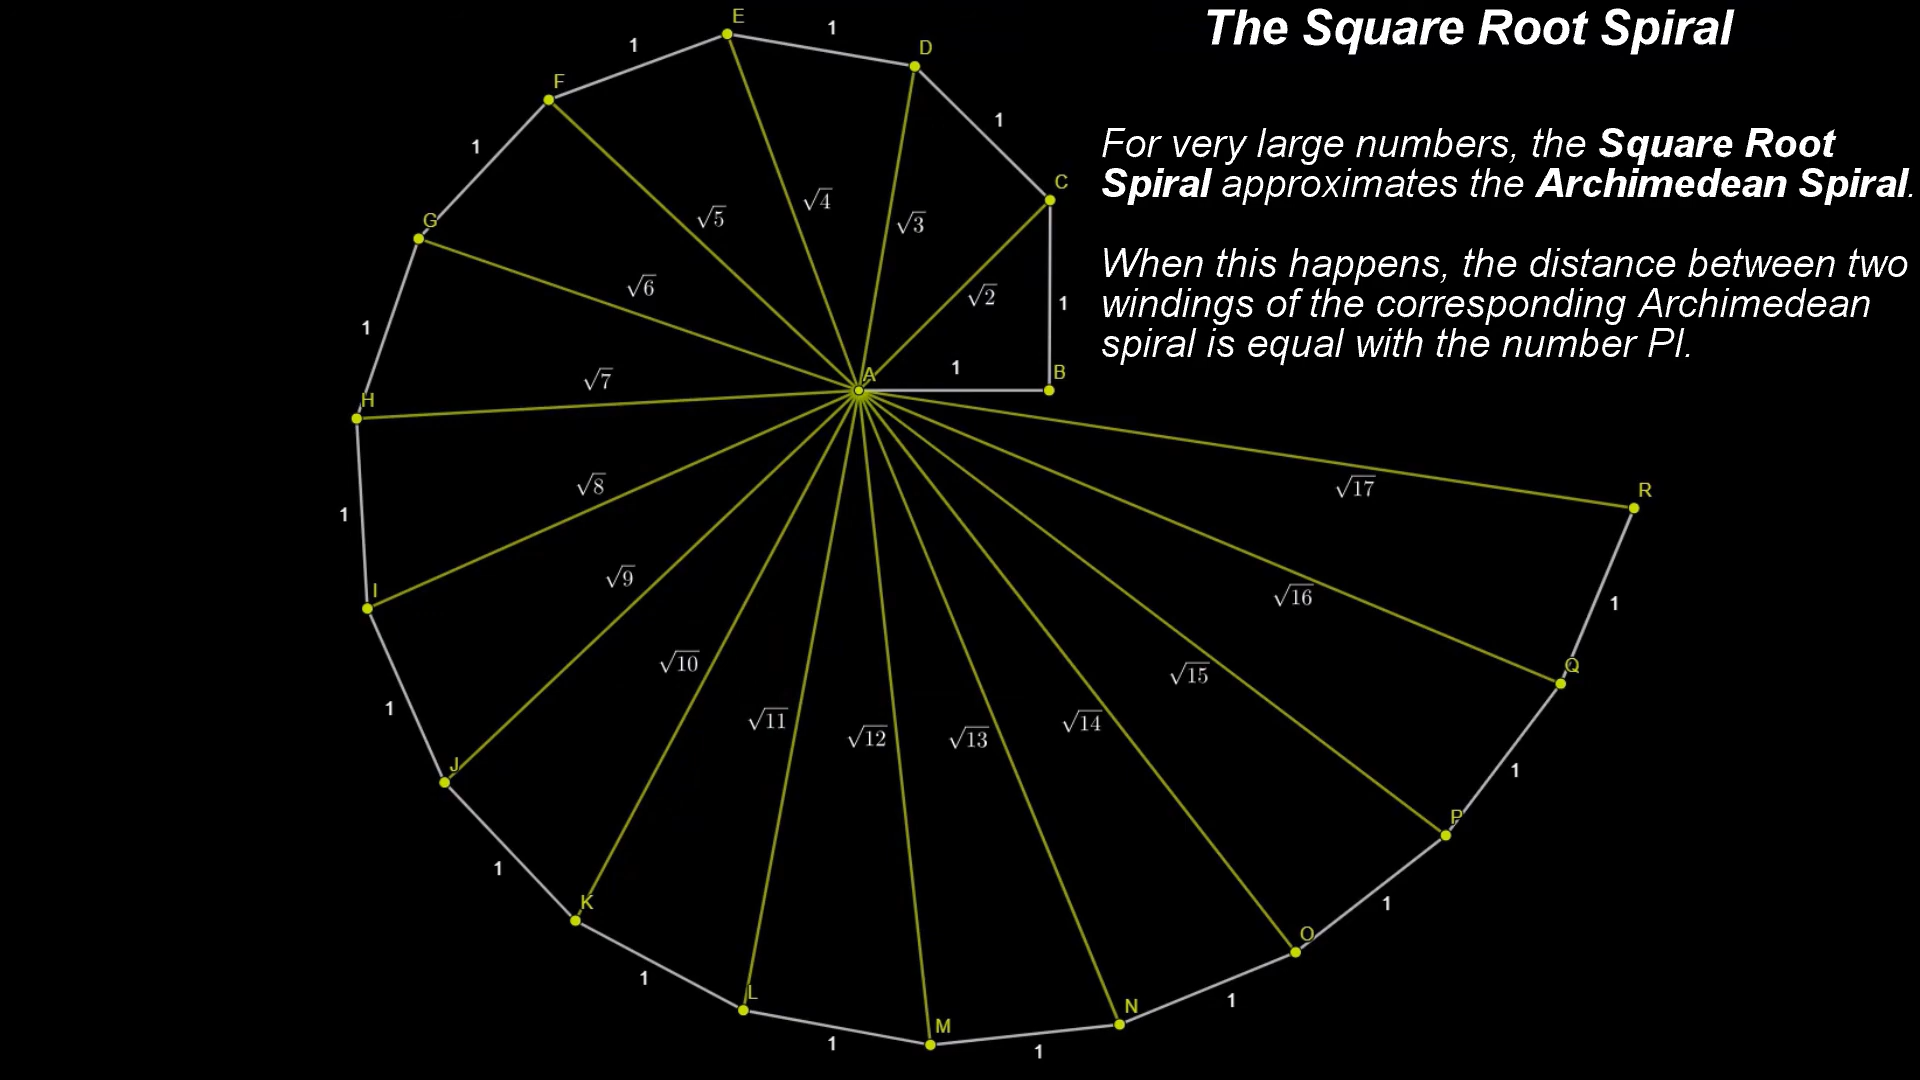 The Square Root Spiral
For very large numbers, the Square Root
Spiral approximates the Archimedean Spiral.
When this happens, the distance between two
windings of the corresponding Archimedean
spiral is equal with the number PI.
E
1
D
1
F
1
C
1
G
1
B
1
A
1
H
1
I
1
J
1
K
1
L
1
M
1
N
1
O
1
P
1
Q
1
R
√2
√3
√4
√5
√6
√7
√8
√9
√10
√11
√12
√13
√14
√15
√16
√17